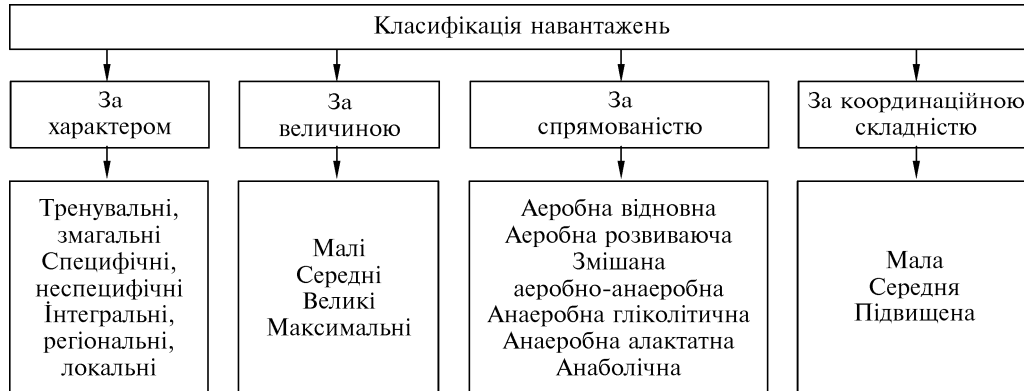 Класифікація навантажень
За
характером
За
величиною
За
спрямованістю
За координаційною
складністю
Тренувальні,
змагальні
Специфічні,
неспецифічні
Інтегральні,
регіональні,
локальні
Малі
Середні
Великі
Максимальні
Аеробна відновна
Аеробна розвиваюча
Змішана
аеробно-анаеробна
Анаеробна гліколітична
Анаеробна алактатна
Анаболічна
Мала
Середня
Підвищена